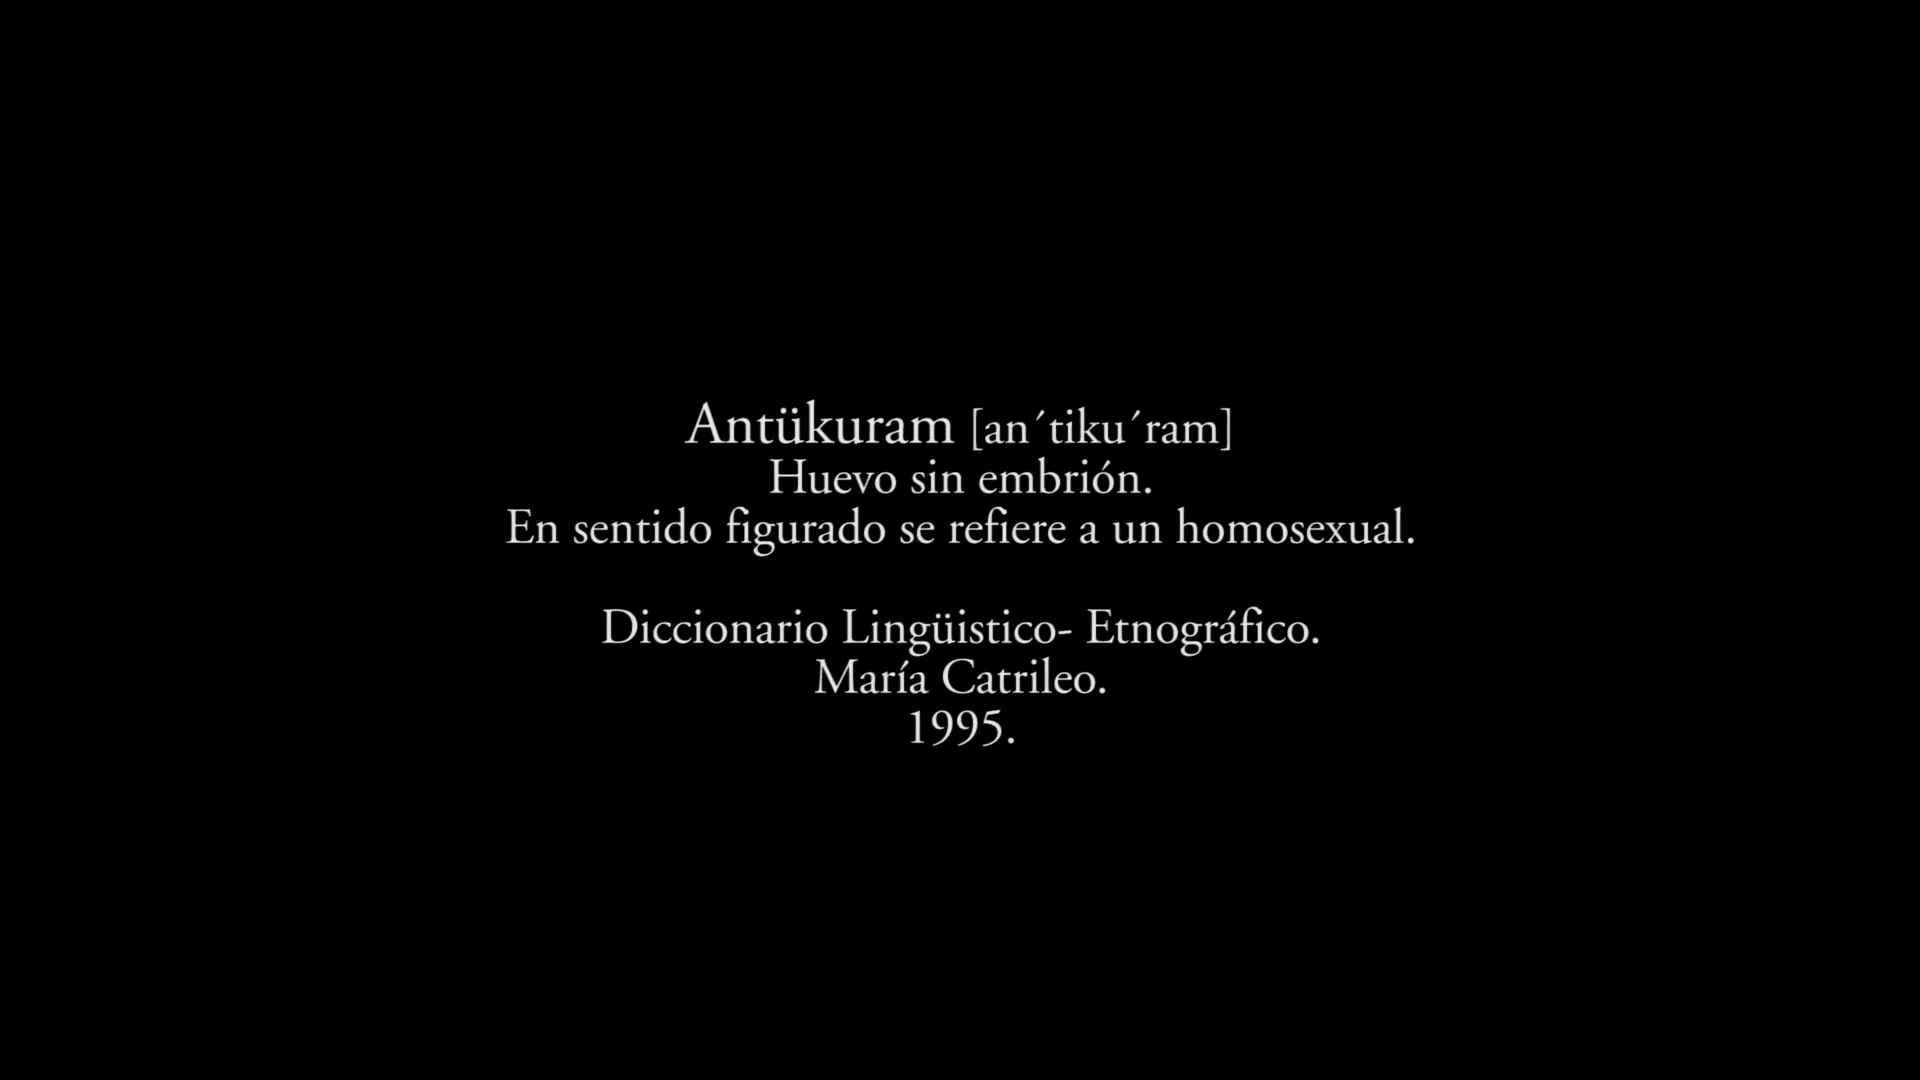 Antükuram [an´tiku´ram]
Huevo sin embrión.
En sentido figurado se refiere a un homosexual.
Diccionario Lingüistico- Etnográfico.
María Catrileo.
1995.